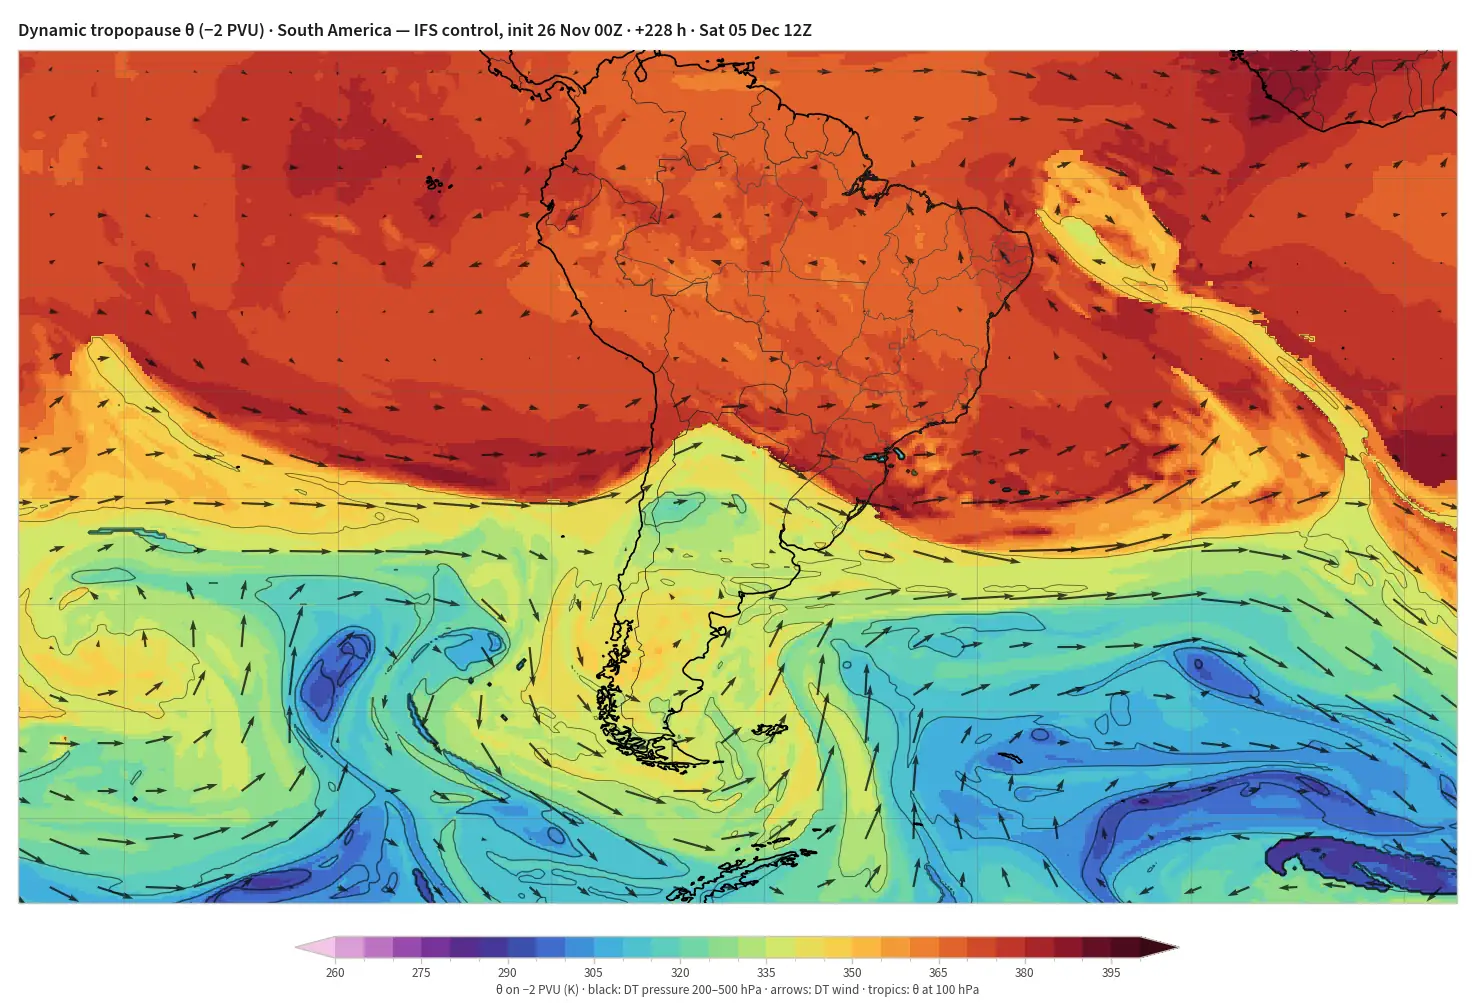 Dynamic tropopause θ (−2 PVU) · South America — IFS control, init 26 Nov 00Z · +228 h · Sat 05 Dec 12Z
260 275 290 305 320 335 350 365 380 395
θ on −2 PVU (K) · black: DT pressure 200–500 hPa · arrows: DT wind · tropics: θ at 100 hPa